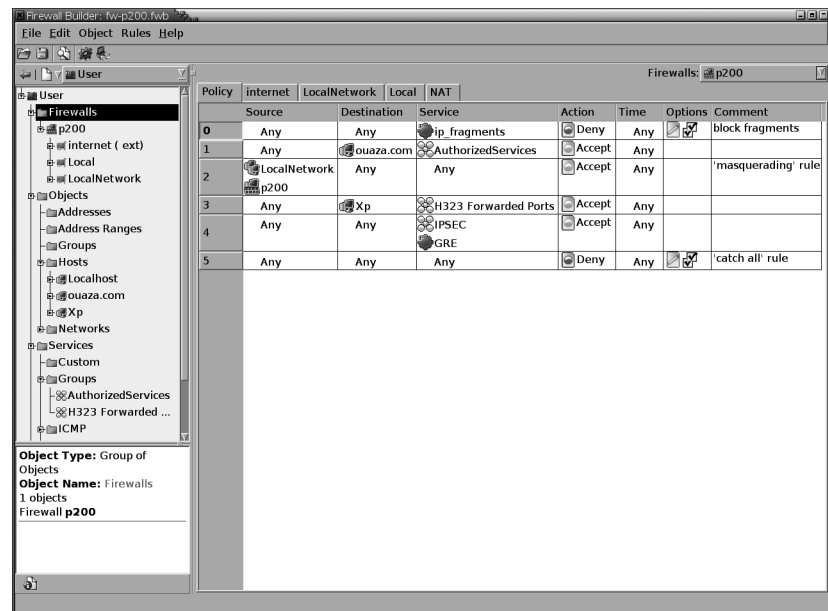 Firewall Builder: fw-p200.fwb
File Edit Object Rules Help
User
Firewalls: p200
User
Firewalls
p200
internet ( ext)
Local
LocalNetwork
Objects
Addresses
Address Ranges
Groups
Hosts
Localhost
ouaza.com
Xp
Networks
Services
Custom
Groups
AuthorizedServices
H323 Forwarded ...
ICMP
Object Type: Group of
Objects
Object Name: Firewalls
1 objects
Firewall p200
Policy internet LocalNetwork Local NAT
Source Destination Service Action Time Options Comment
0 Any Any ip_fragments Deny Any block fragments
1 Any ouaza.com AuthorizedServices Accept Any
2 LocalNetwork Any Any Accept Any 'masquerading' rule
p200
3 Any Xp H323 Forwarded Ports Accept Any
4 Any Any IPSEC Accept Any
GRE
5 Any Any Any Deny Any 'catch all' rule